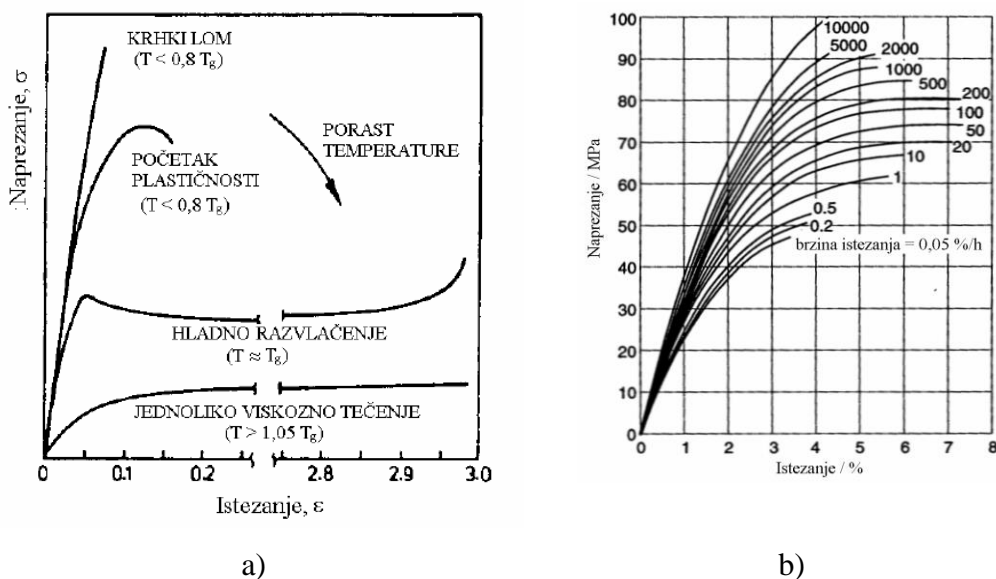 KRHKI LOM
(T < 0,8 Tg)
POČETAK
PLASTIČNOSTI
(T < 0,8 Tg)
PORAST
TEMPERATURE
HLADNO RAZVLAČENJE
(T ≈ Tg)
JEDNOLIKO VISKOZNO TEČENJE
(T > 1,05 Tg)
Naprezanje, σ
0 0.1 0.2 2.8 2.9 3.0
Istezanje, ε
a)
100
90
80
70
60
50
40
30
20
10
0
Naprezanje / MPa
10000
5000
2000
1000
500
200
100
50
20
10
1
0.5
0.2
brzina istezanja = 0,05 %/h
0 1 2 3 4 5 6 7 8
Istezanje / %
b)